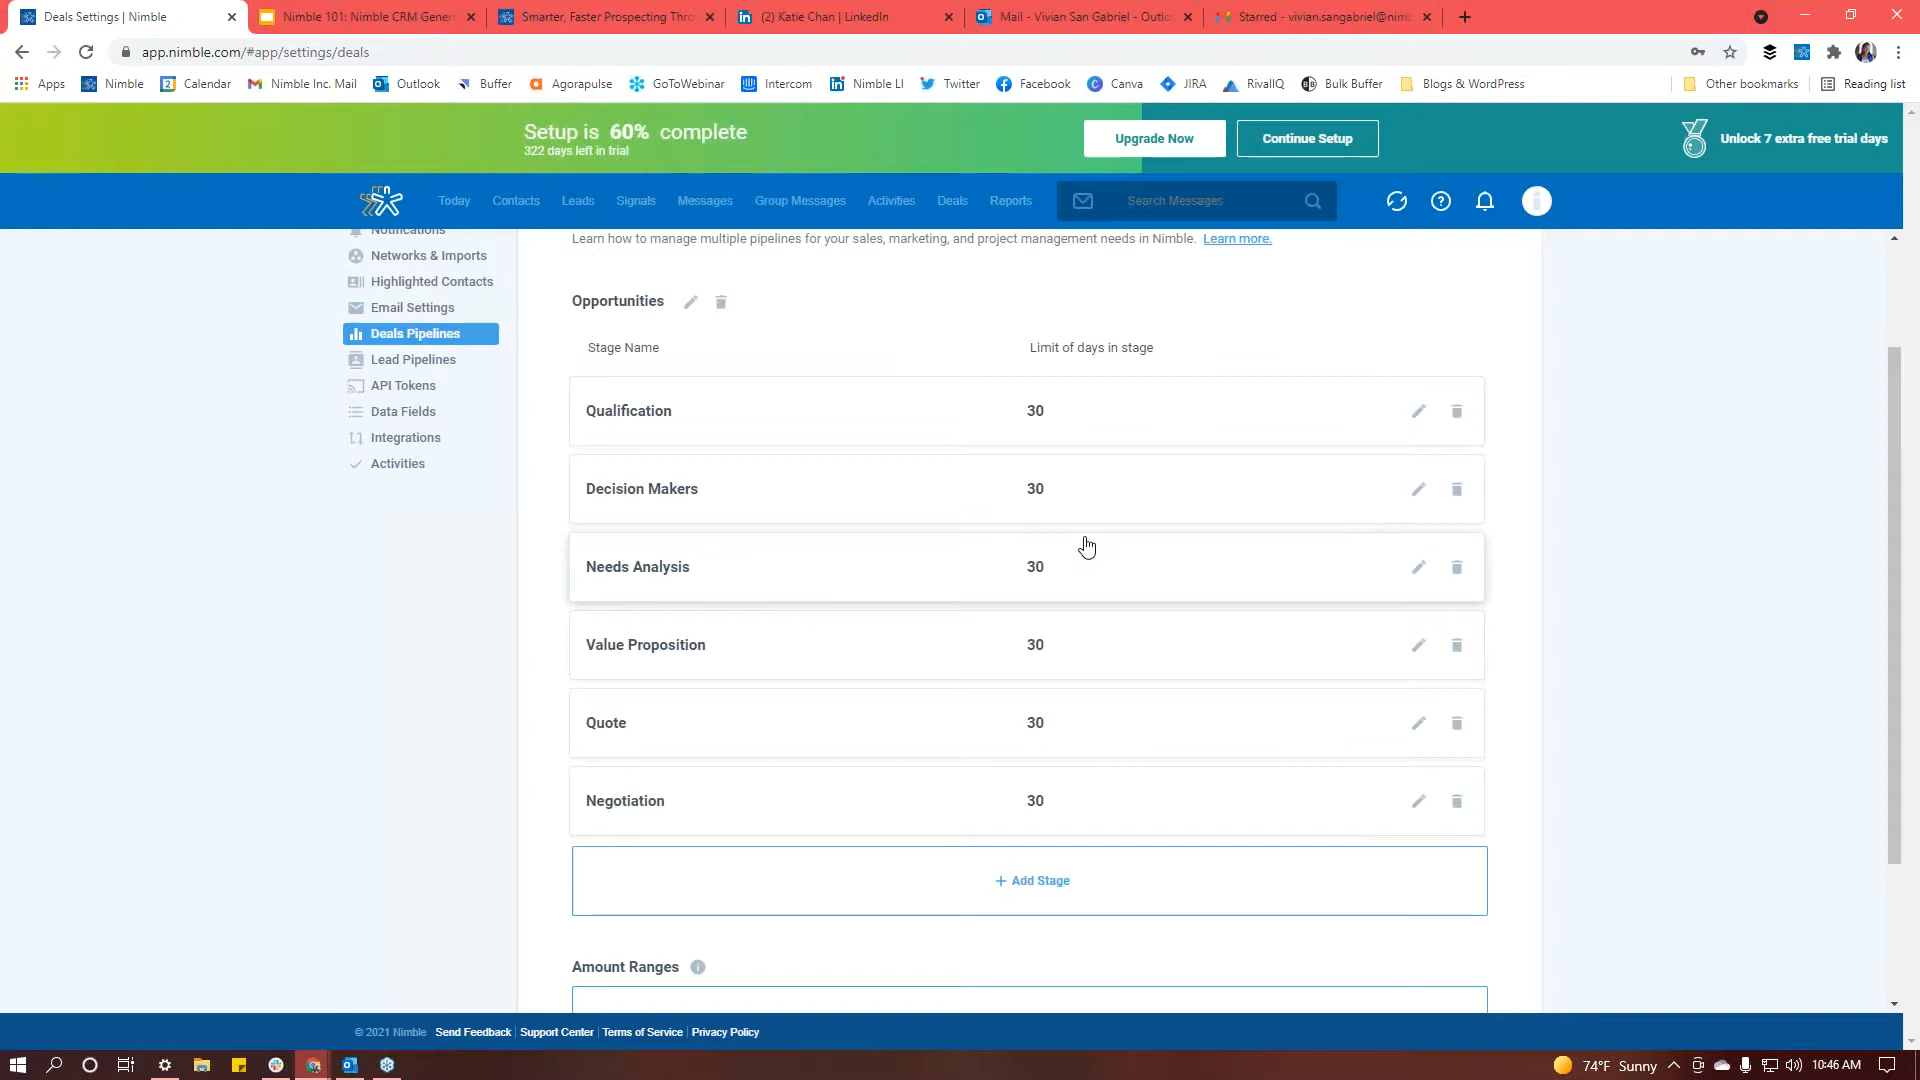 Deals Settings | Nimble
Nimble 101: Nimble CRM Gener
Smarter, Faster Prospecting Thro
(2) Katie Chan | LinkedIn
Mail - Vivian San Gabriel - Outlo
Starred - vivian.sangabriel@nimb
app.nimble.com/#app/settings/deals
Apps
Nimble
Calendar
Nimble Inc. Mail
Outlook
Buffer
Agorapulse
GoToWebinar
Intercom
Nimble LI
Twitter
Facebook
Canva
JIRA
RivalIQ
Bulk Buffer
Blogs & WordPress
Other bookmarks
Reading list
Setup is 60% complete
322 days left in trial
Upgrade Now
Continue Setup
Unlock 7 extra free trial days
Today
Contacts
Leads
Signals
Messages
Group Messages
Activities
Deals
Reports
Search Messages
Notifications
Networks & Imports
Highlighted Contacts
Email Settings
Deals Pipelines
Lead Pipelines
API Tokens
Data Fields
Integrations
Activities
Learn how to manage multiple pipelines for your sales, marketing, and project management needs in Nimble. Learn more.
Opportunities
Stage Name
Limit of days in stage
Qualification 30
Decision Makers 30
Needs Analysis 30
Value Proposition 30
Quote 30
Negotiation 30
+ Add Stage
Amount Ranges
© 2021 Nimble Send Feedback | Support Center | Terms of Service | Privacy Policy
74°F Sunny
10:46 AM